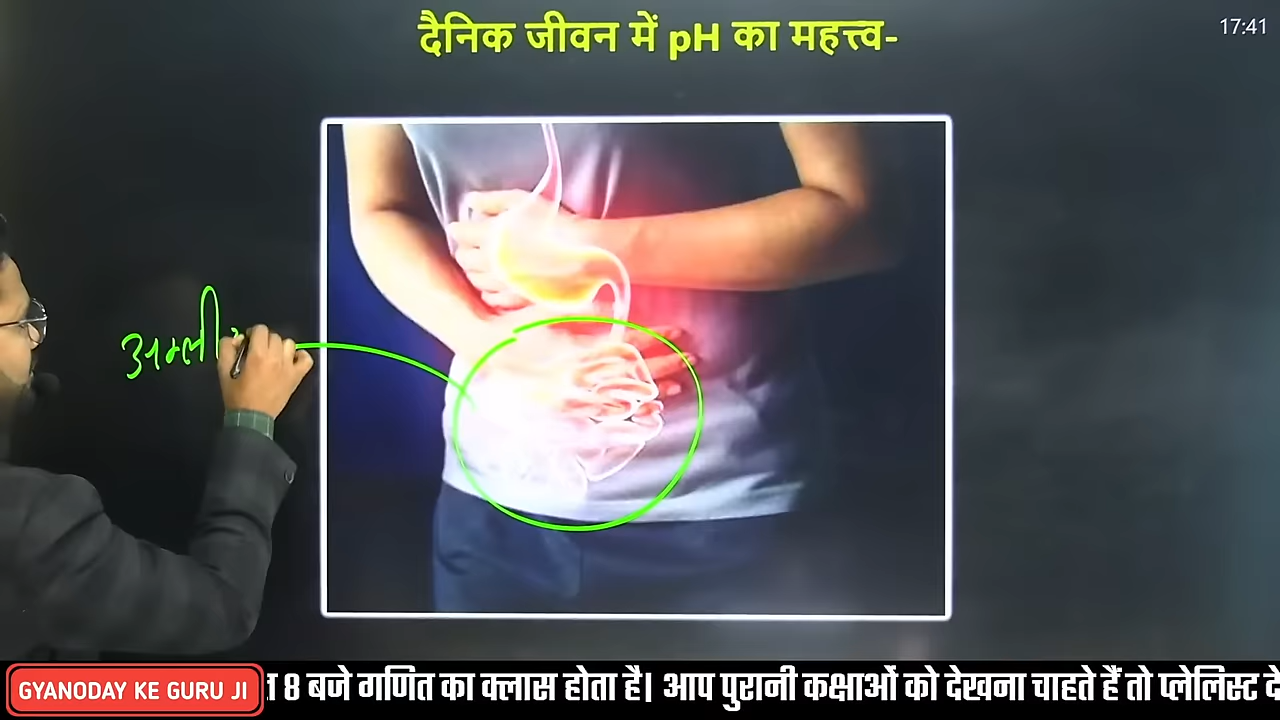 दैनिक जीवन में pH का महत्त्व-
17:41
अम्ली
GYANODAY KE GURU JI
8 बजे गणित का क्लास होता है| आप पुरानी कक्षाओं को देखना चाहते हैं तो प्लेलिस्ट